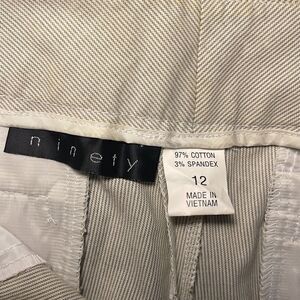 ninety
97% COTTON
3% SPANDEX
12
MADE IN
VIETNAM